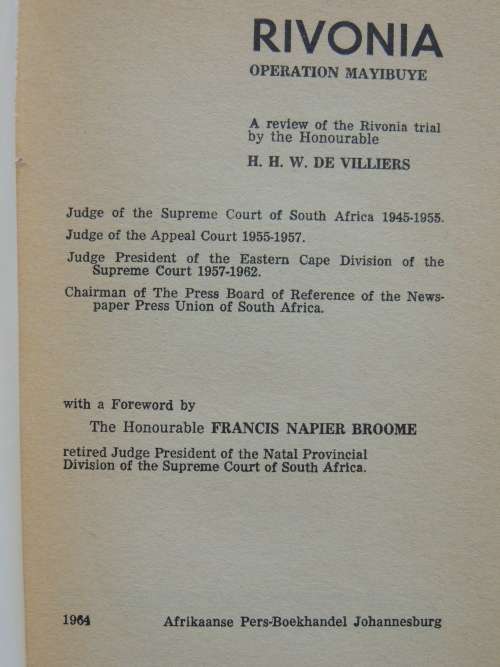 RIVONIA
OPERATION MAYIBUYE
A review of the Rivonia trial
by the Honourable
H. H. W. DE VILLIERS
Judge of the Supreme Court of South Africa 1945-1955.
Judge of the Appeal Court 1955-1957.
Judge President of the Eastern Cape Division of the
Supreme Court 1957-1962.
Chairman of The Press Board of Reference of the News-
paper Press Union of South Africa.
with a Foreword by
The Honourable FRANCIS NAPIER BROOME
retired Judge President of the Natal Provincial
Division of the Supreme Court of South Africa.
1964 Afrikaanse Pers-Boekhandel Johannesburg